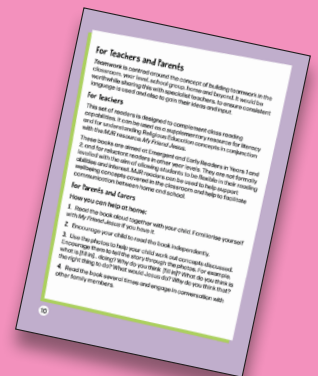 For Teachers and Parents
Teamwork is centred around the concept of building teamwork in the
classroom, year level, school group, home and beyond. It would be
worthwhile sharing this with specialist teachers, to ensure consistent
language is used and also to gain their ideas and input.
For Teachers
This set of readers is designed to complement class reading
capabilities. It can be used as a supplementary resource for literacy
and for understanding Religious Education concepts in conjunction
with the MJR resource, My Friend Jesus.
These books are aimed at Emergent and Early Readers in Years 1 and
2, and for reluctant readers in other year levels. They are not formally
levelled with the aim of allowing students to be flexible in their reading
abilities and interest. MJR readers can be used to help support
wellbeing concepts covered in the classroom and help to facilitate
communication between home and school.
For Parents and Carers
How you can help at home:
1. Read the book aloud together with your child. Familiarise yourself
with My Friend Jesus if you have it.
2. Encourage your child to read the book independently.
3. Use the photos to help your child work out concepts discussed.
Encourage them to tell the story through the photos. For example,
what is [fill in], doing? Why do you think [fill in]? What do you think is
the right thing to do? What would Jesus do? Why do you think that?
4. Read the book several times and engage in conversation with
other family members.
10